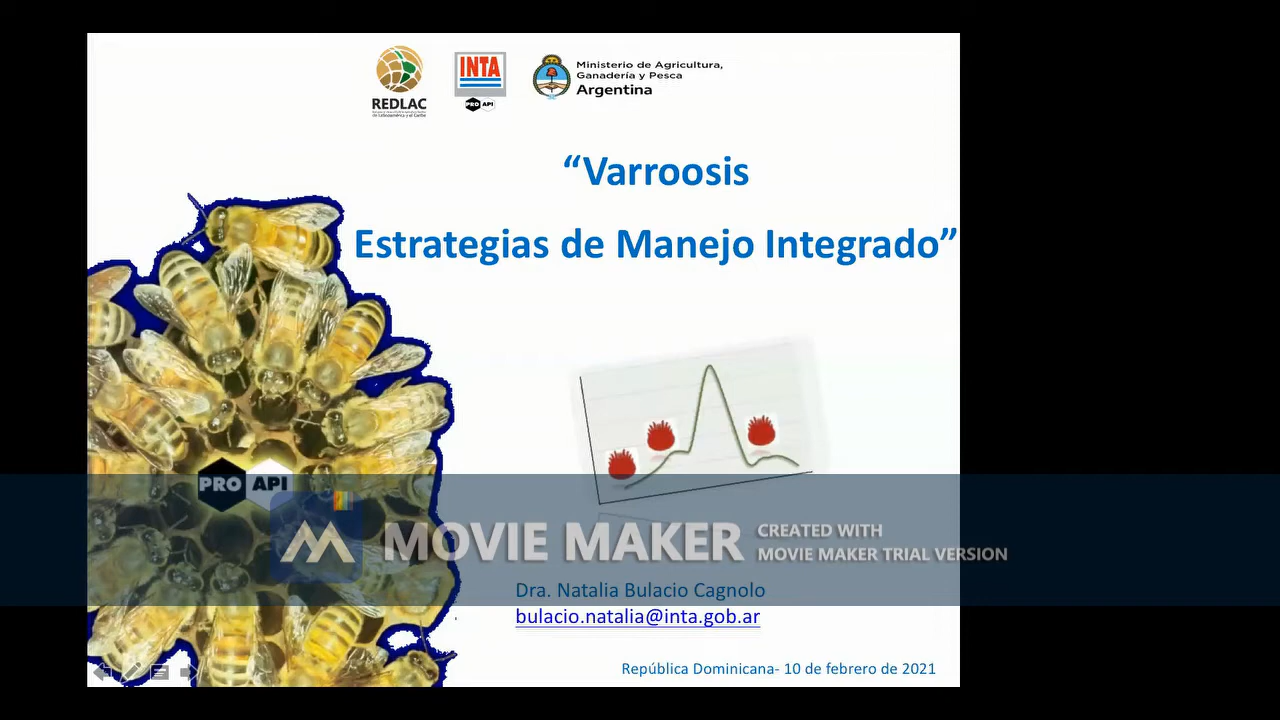 REDLAC
INTA
PRO API
Ministerio de Agricultura,
Ganadería y Pesca
Argentina
“Varroosis
Estrategias de Manejo Integrado”
PRO API
MOVIE MAKER
CREATED WITH
MOVIE MAKER TRIAL VERSION
Dra. Natalia Bulacio Cagnolo
bulacio.natalia@inta.gob.ar
República Dominicana- 10 de febrero de 2021